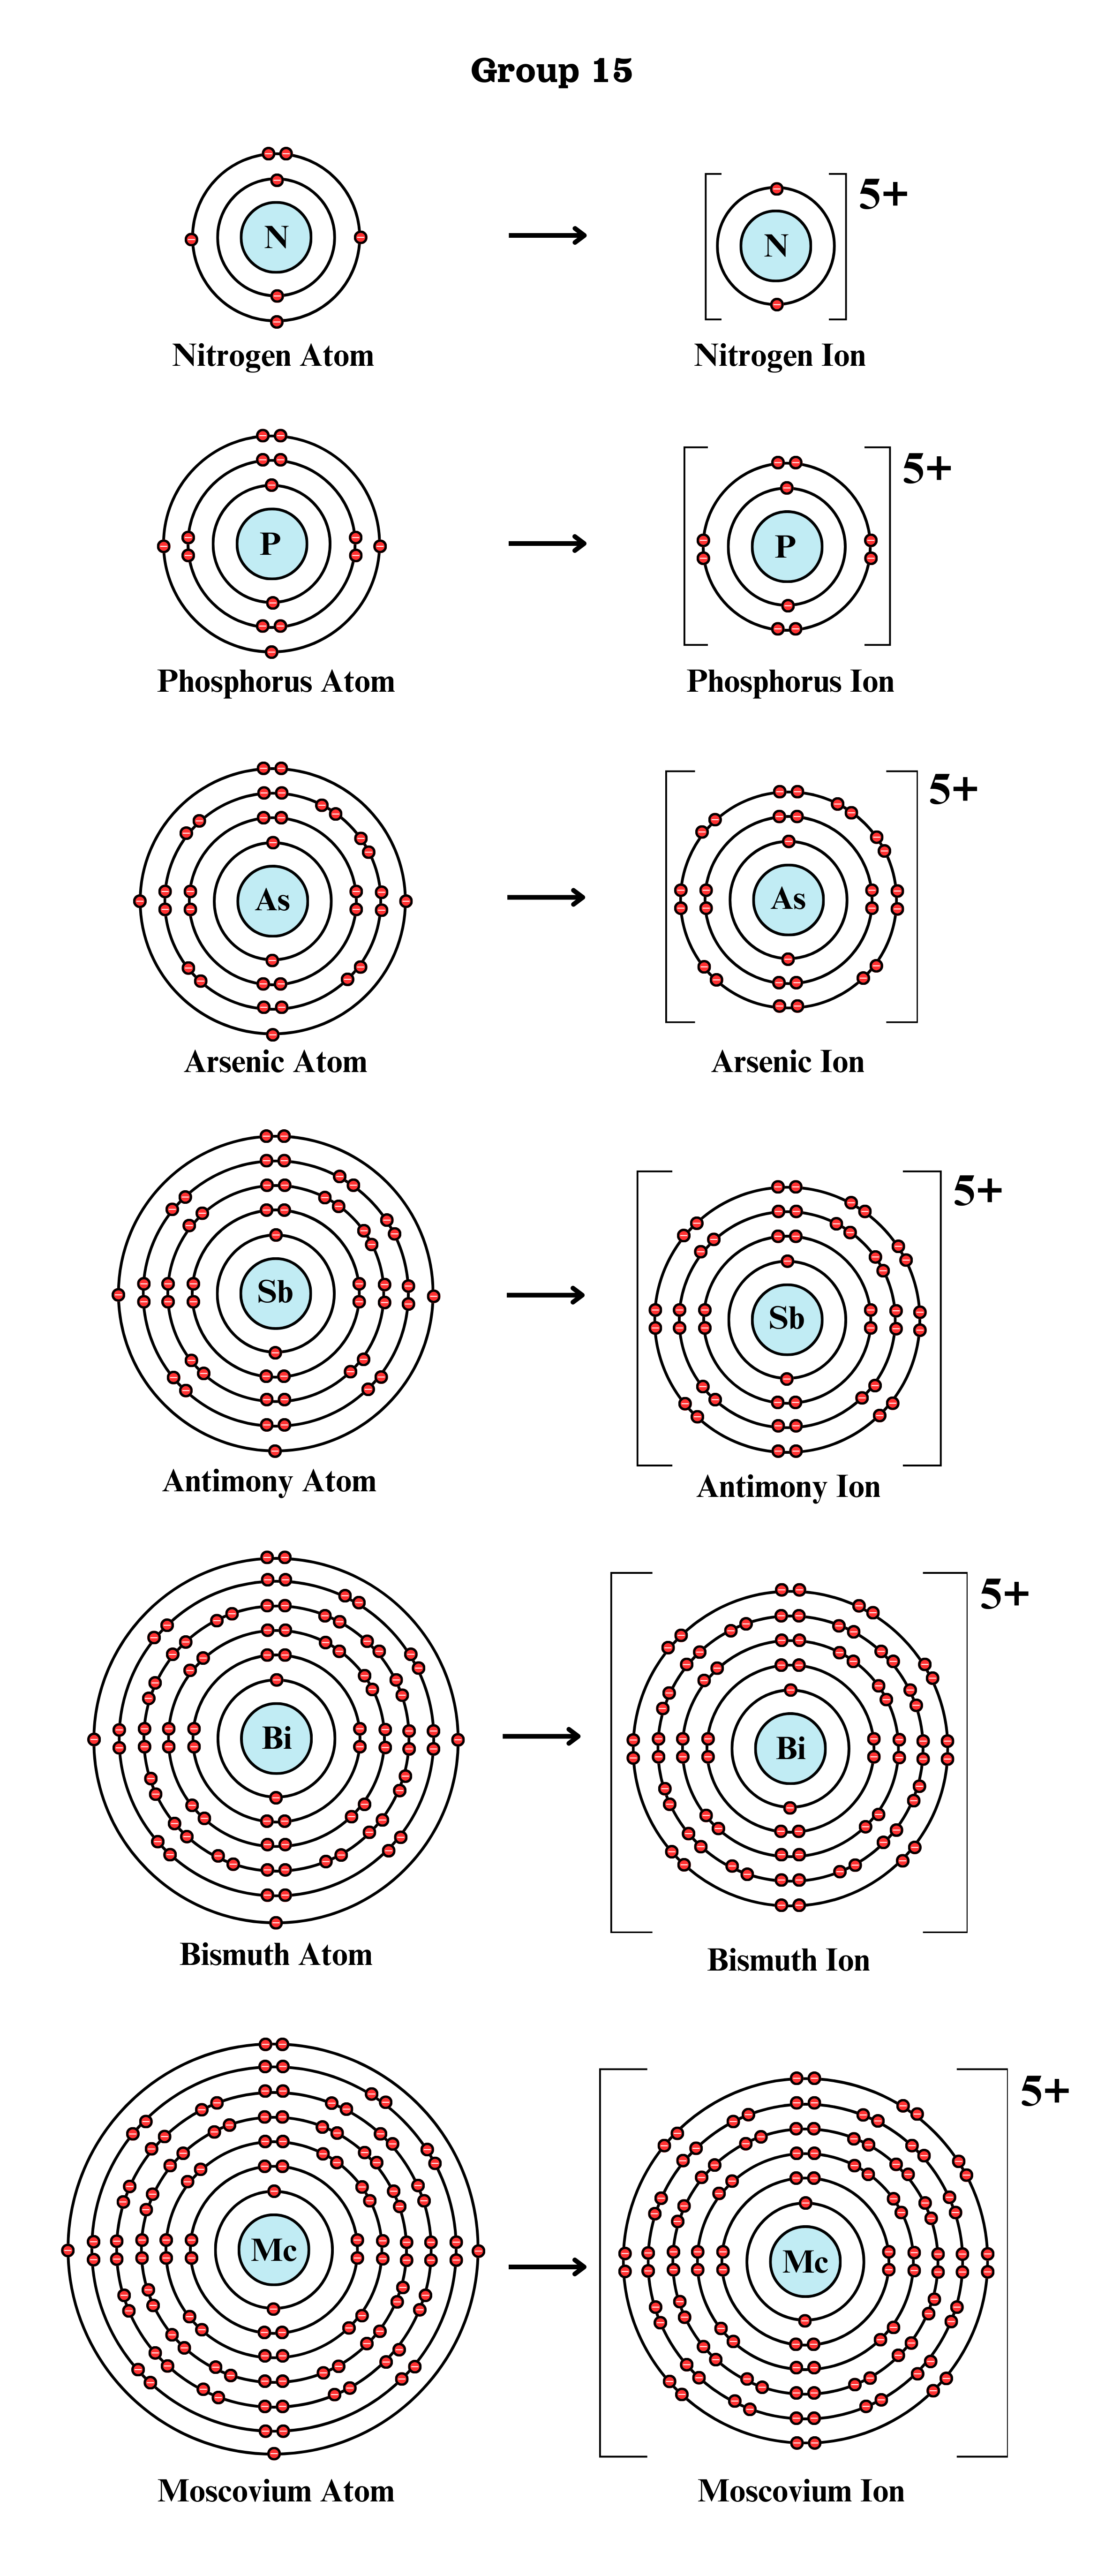 Group 15
N
N
5+
Nitrogen Atom
Nitrogen Ion
P
P
5+
Phosphorus Atom
Phosphorus Ion
As
As
5+
Arsenic Atom
Arsenic Ion
Sb
Sb
5+
Antimony Atom
Antimony Ion
Bi
Bi
5+
Bismuth Atom
Bismuth Ion
Mc
Mc
5+
Moscovium Atom
Moscovium Ion